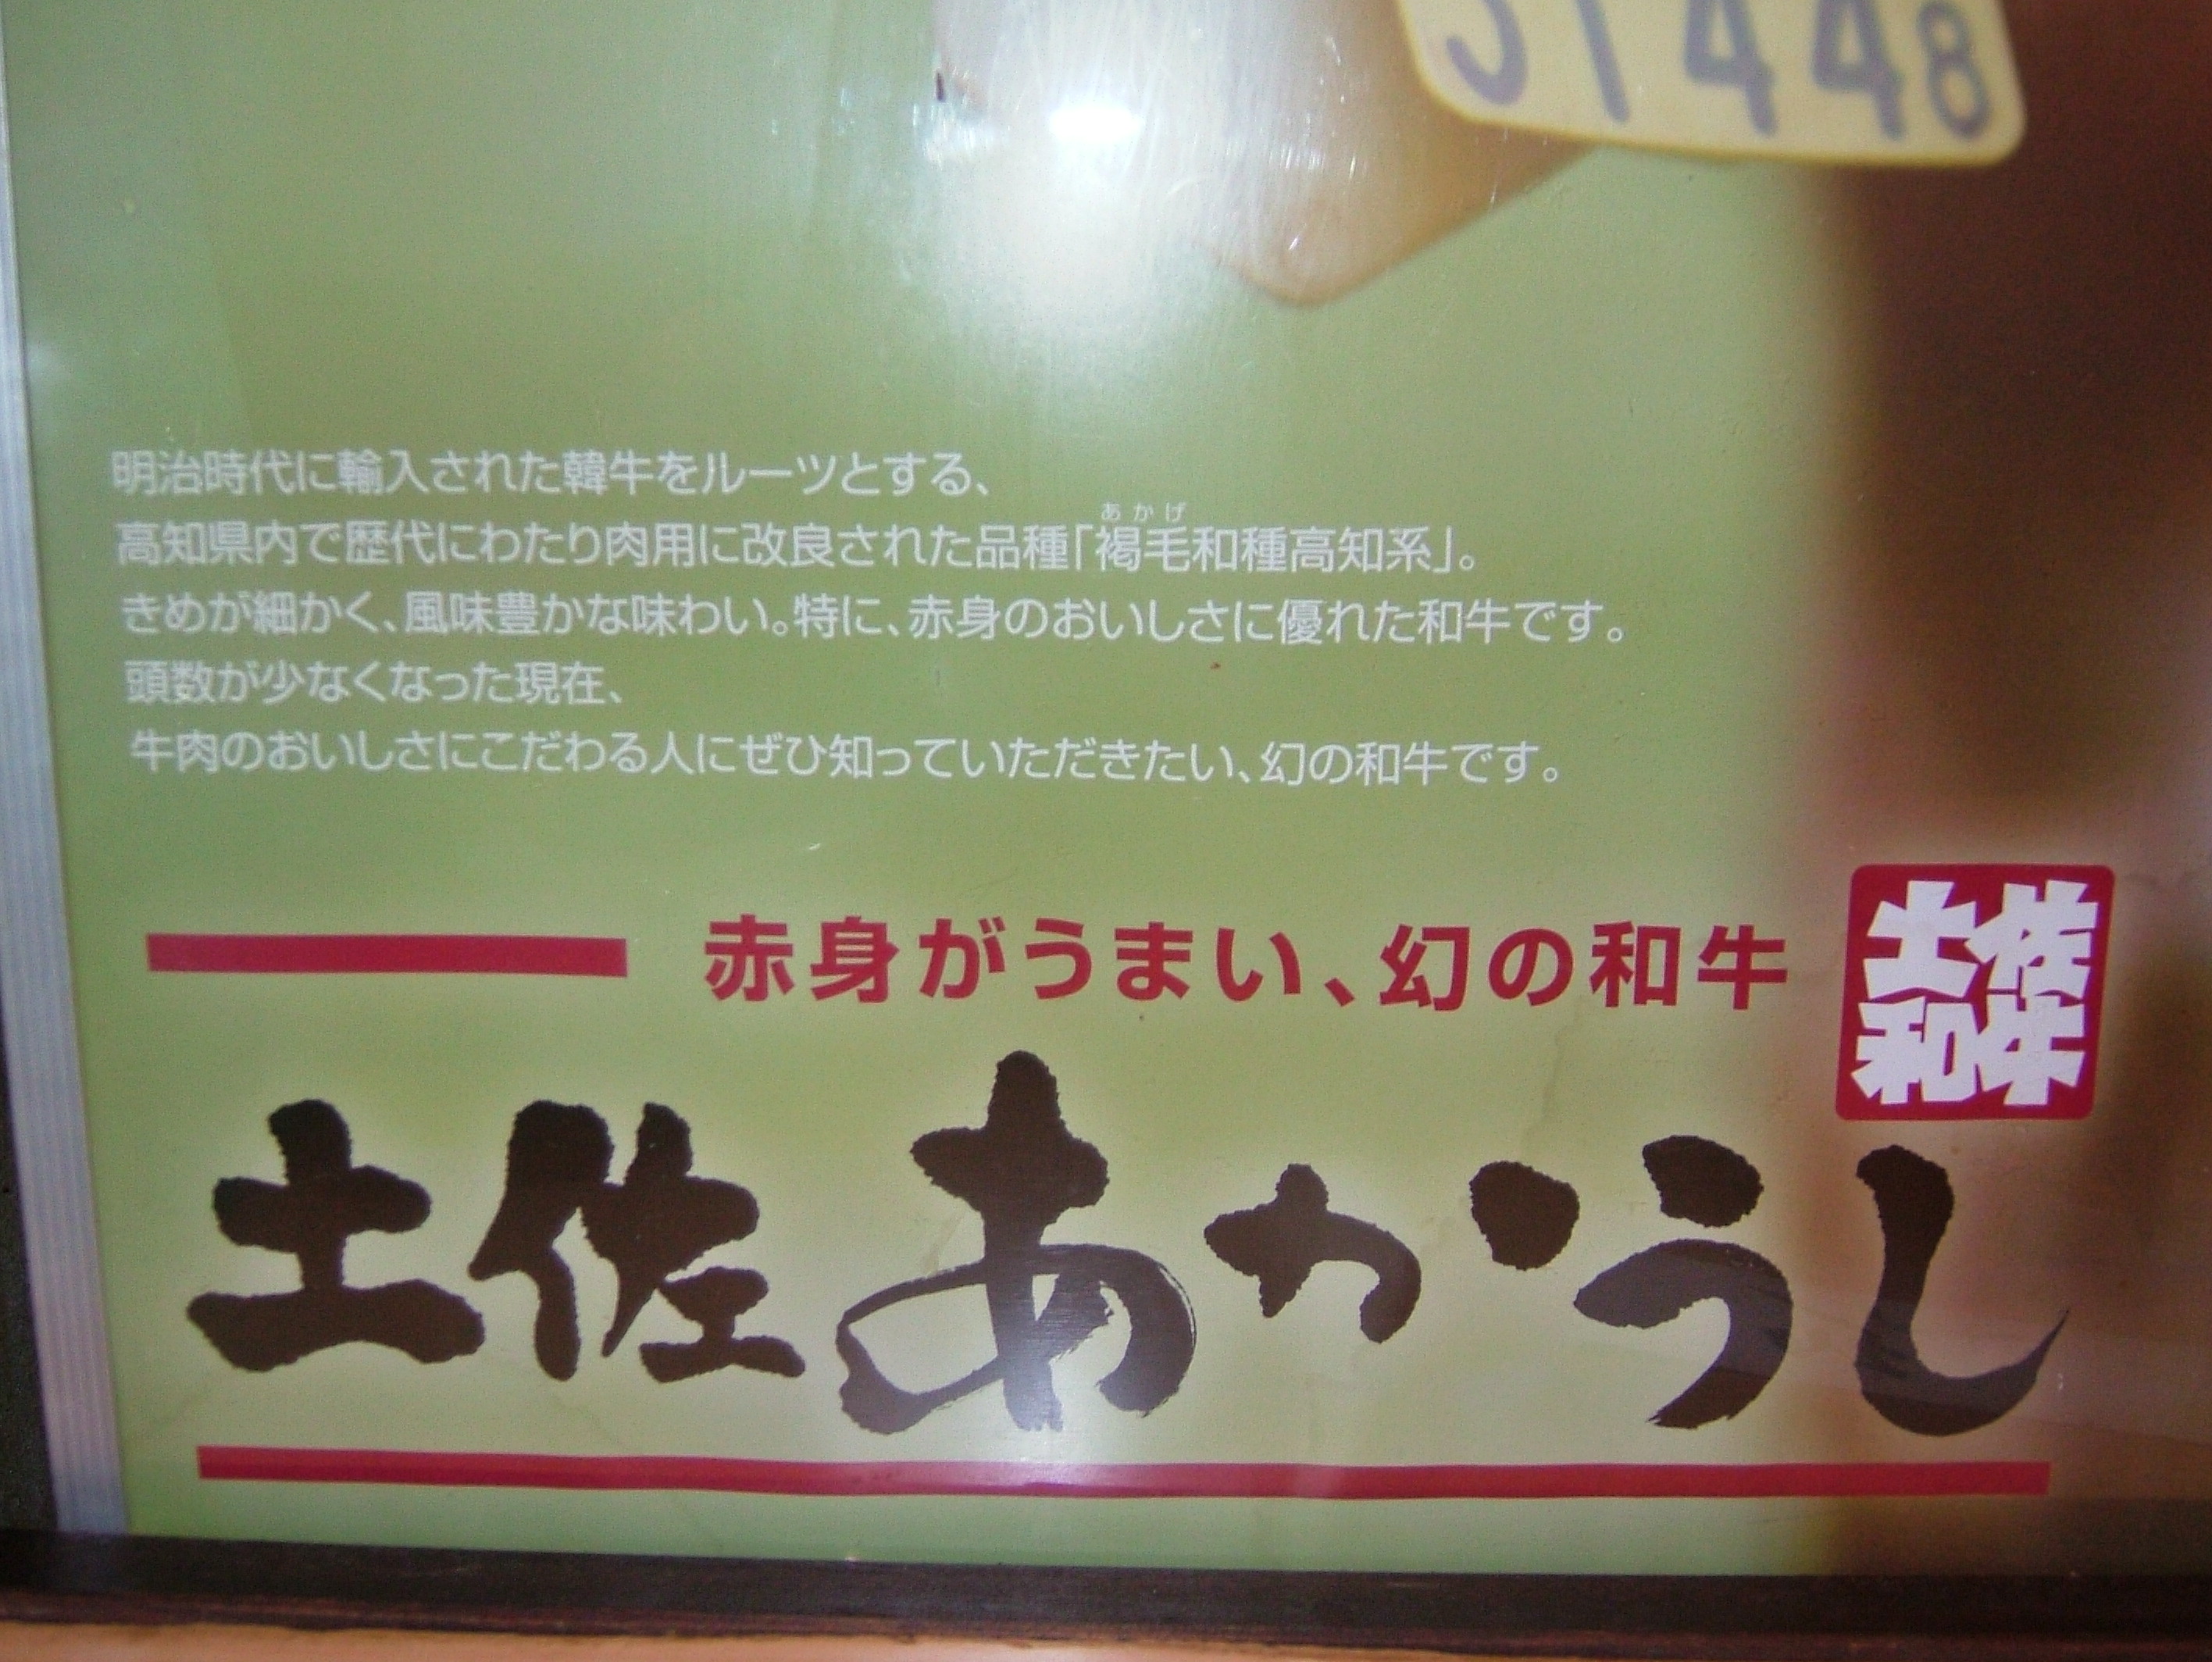 31448
明治時代に輸入された韓牛をルーツとする、
高知県内で歴代にわたり肉用に改良された品種「褐毛和種高知系」。
あかげ
きめが細かく、風味豊かな味わい。特に、赤身のおいしさに優れた和牛です。
頭数が少なくなった現在、
牛肉のおいしさにこだわる人にぜひ知っていただきたい、幻の和牛です。
赤身がうまい、幻の和牛
土佐
和牛
土佐あかうし